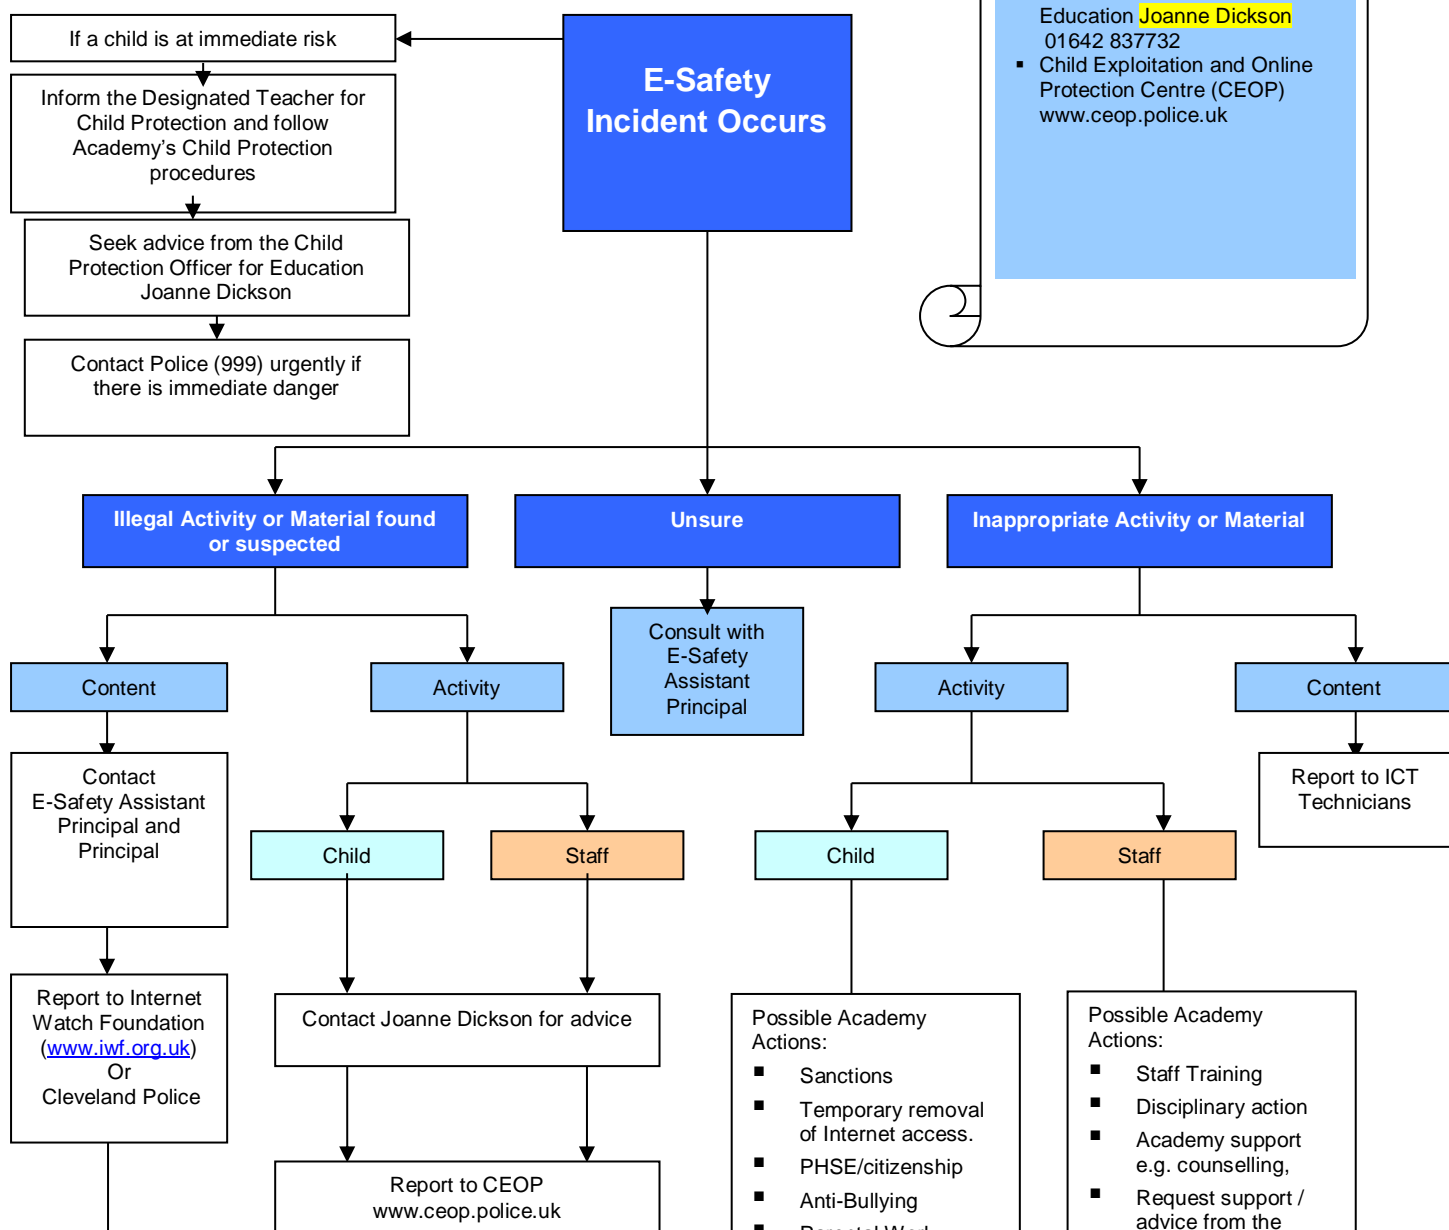 Education Joanne Dickson
01642 837732
▪ Child Exploitation and Online
Protection Centre (CEOP)
www.ceop.police.uk
If a child is at immediate risk
E-Safety
Incident Occurs
Inform the Designated Teacher for
Child Protection and follow
Academy's Child Protection
procedures
Seek advice from the Child
Protection Officer for Education
Joanne Dickson
Contact Police (999) urgently if
there is immediate danger
Illegal Activity or Material found
or suspected
Unsure
Inappropriate Activity or Material
Consult with
E-Safety
Assistant
Principal
Content
Activity
Activity
Content
Contact
E-Safety Assistant
Principal and
Principal
Report to ICT
Technicians
Child
Staff
Child
Staff
Report to Internet
Watch Foundation
(www.iwf.org.uk)
Or
Cleveland Police
Contact Joanne Dickson for advice
Report to CEOP
www.ceop.police.uk
Possible Academy
Actions:
▪ Sanctions
▪ Temporary removal
of Internet access.
▪ PHSE/citizenship
▪ Anti-Bullying
▪ Parental Work
Possible Academy
Actions:
▪ Staff Training
▪ Disciplinary action
▪ Academy support
e.g. counselling,
▪ Request support /
advice from the